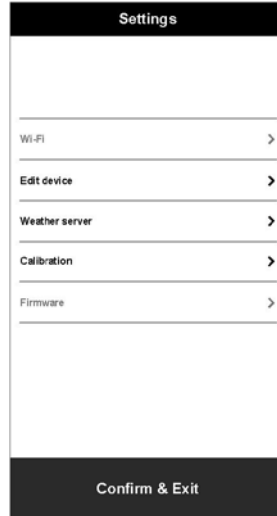 Settings
Wi-Fi
Edit device
Weather server
Calibration
Firmware
Confirm & Exit